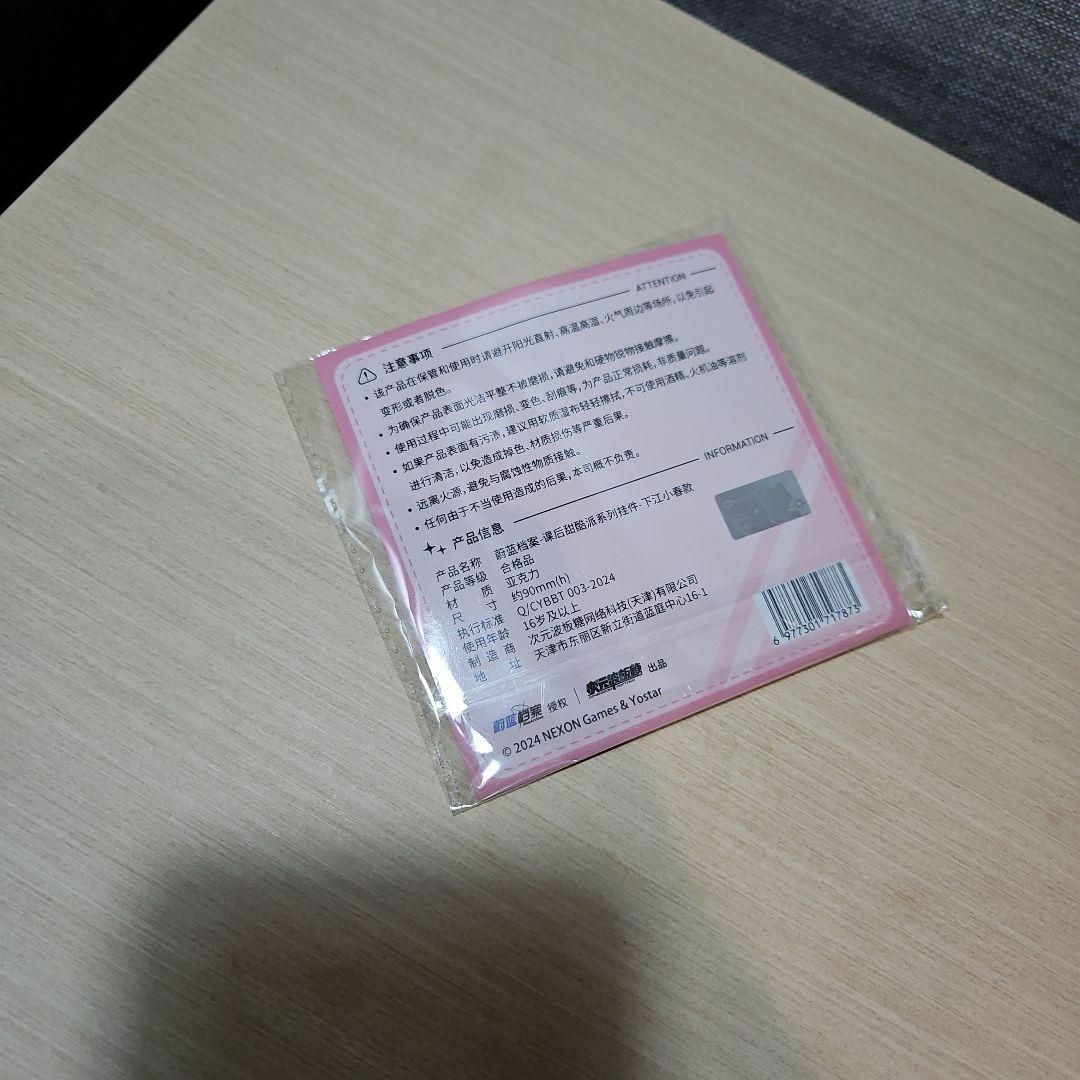 注意事项 ATTENTION
• 该产品在保管和使用时请避开阳光直射、高温高湿、火气周边等场所,以免引起
变形或者脱色。
• 为确保产品表面光洁平整不被磨损,请避免和硬物锐物接触摩擦。
• 使用过程中可能出现磨损、变色、刮痕等,为产品正常损耗,非质量问题。
• 如果产品表面有污渍,建议用软质湿布轻轻擦拭,不可使用酒精、火机油等溶剂
进行清洁,以免造成掉色、材质损伤等严重后果。
• 远离火源,避免与腐蚀性物质接触。
• 任何由于不当使用造成的后果,本司概不负责。
产品信息 INFORMATION
产品名称 蔚蓝档案-课后甜酷派系列挂件-下江小春款
产品等级 合格品
材质 亚克力
尺寸 约90mm(h)
执行标准 Q/CYBBT 003-2024
使用年龄 16岁及以上
制造商 次元波板糖网络科技(天津)有限公司
地址 天津市东丽区新立街道蓝庭中心16-1
6 977301 717873
蔚蓝档案 授权 | 次元波板糖 出品
© 2024 NEXON Games & Yostar